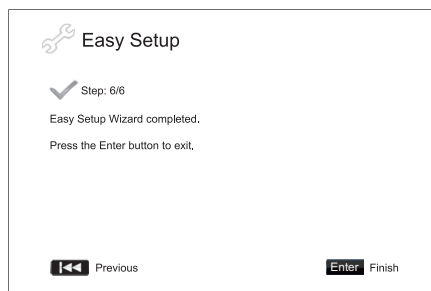 Easy Setup
Step: 6/6
Easy Setup Wizard completed.
Press the Enter button to exit.
Previous
Enter Finish